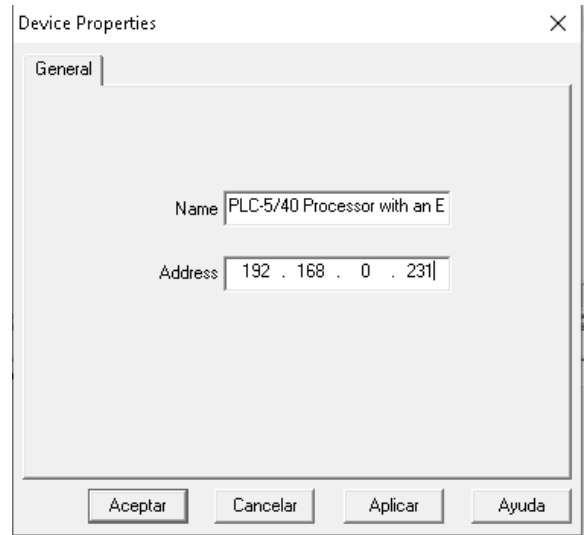 Device Properties
General
Name PLC-5/40 Processor with an E
Address 192 . 168 . 0 . 231
Aceptar Cancelar Aplicar Ayuda